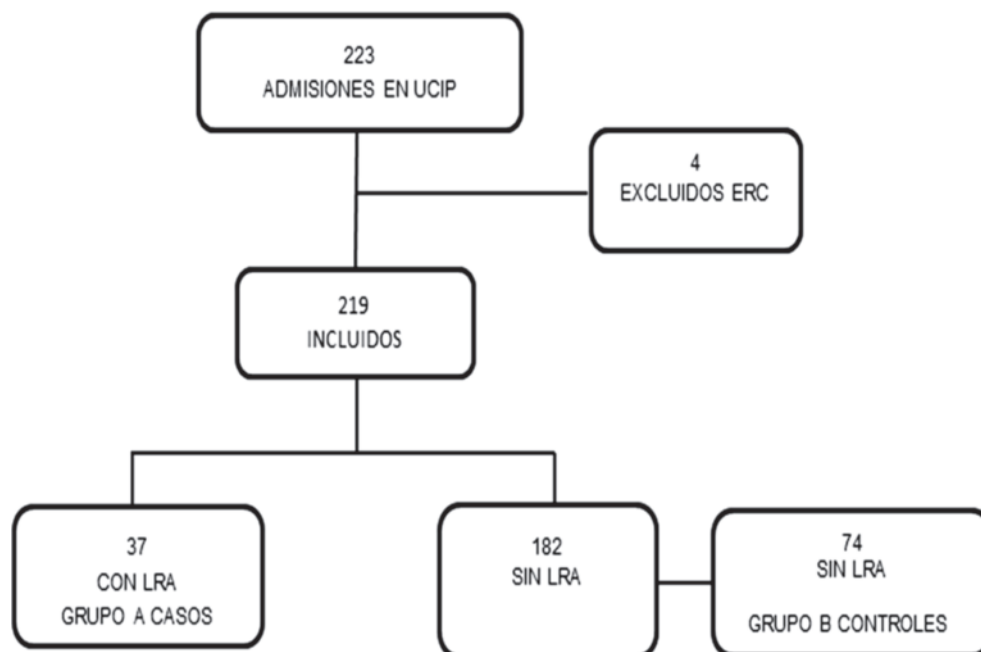 223
ADMISIONES EN UCIP
4
EXCLUIDOS ERC
219
INCLUIDOS
37
CON LRA
GRUPO A CASOS
182
SIN LRA
74
SIN LRA
GRUPO B CONTROLES